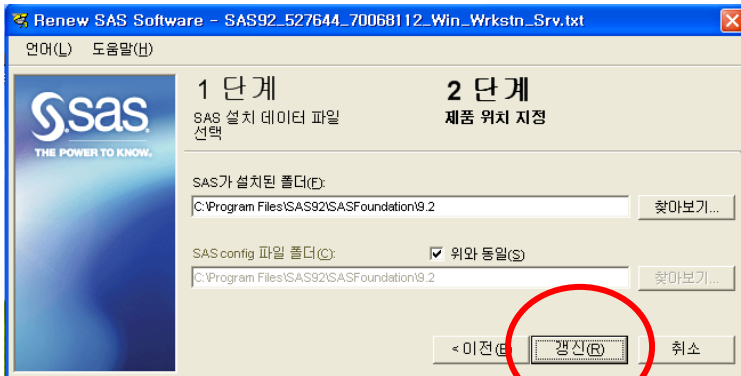 Renew SAS Software - SAS92_527644_70068112_Win_Wrkstn_Srv.txt
언어(L) 도움말(H)
1 단계 2 단계
SAS 설치 데이터 파일 제품 위치 지정
선택
sas
THE POWER TO KNOW.
SAS가 설치된 폴더(F):
C:\Program Files\SAS92\SASFoundation\9.2 찾아보기...
SAS config 파일 폴더(C): 위와 동일(S)
C:\Program Files\SAS92\SASFoundation\9.2 찾아보기...
< 이전(B) 갱신(R) 취소